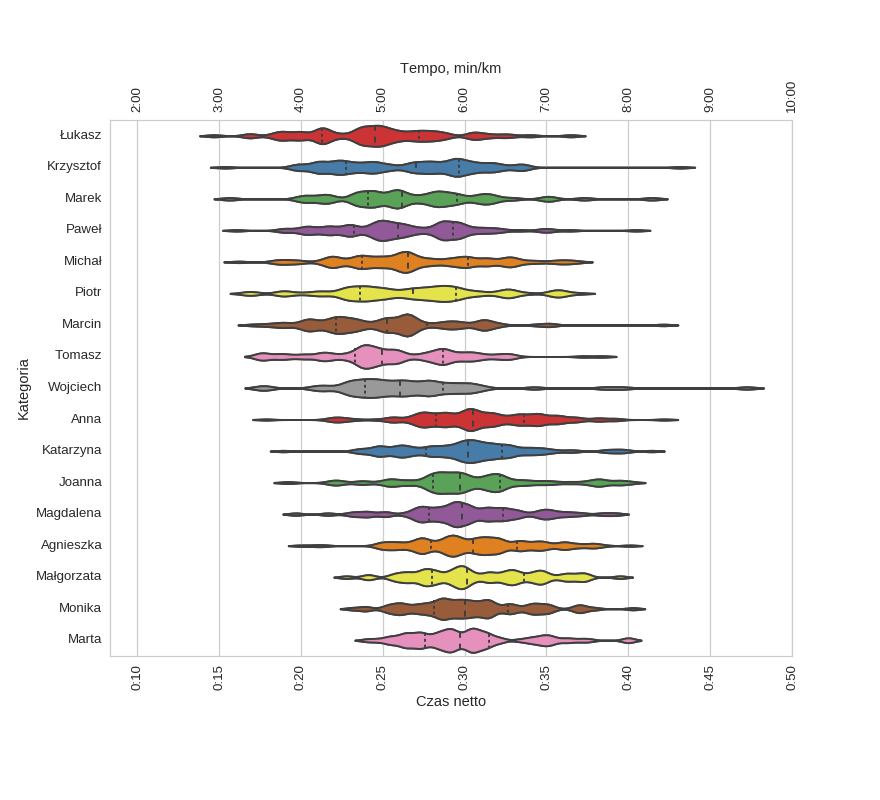 Tempo, min/km
2:00 3:00 4:00 5:00 6:00 7:00 8:00 9:00 10:00
Kategoria
Łukasz
Krzysztof
Marek
Paweł
Michał
Piotr
Marcin
Tomasz
Wojciech
Anna
Katarzyna
Joanna
Magdalena
Agnieszka
Małgorzata
Monika
Marta
0:10 0:15 0:20 0:25 0:30 0:35 0:40 0:45 0:50
Czas netto